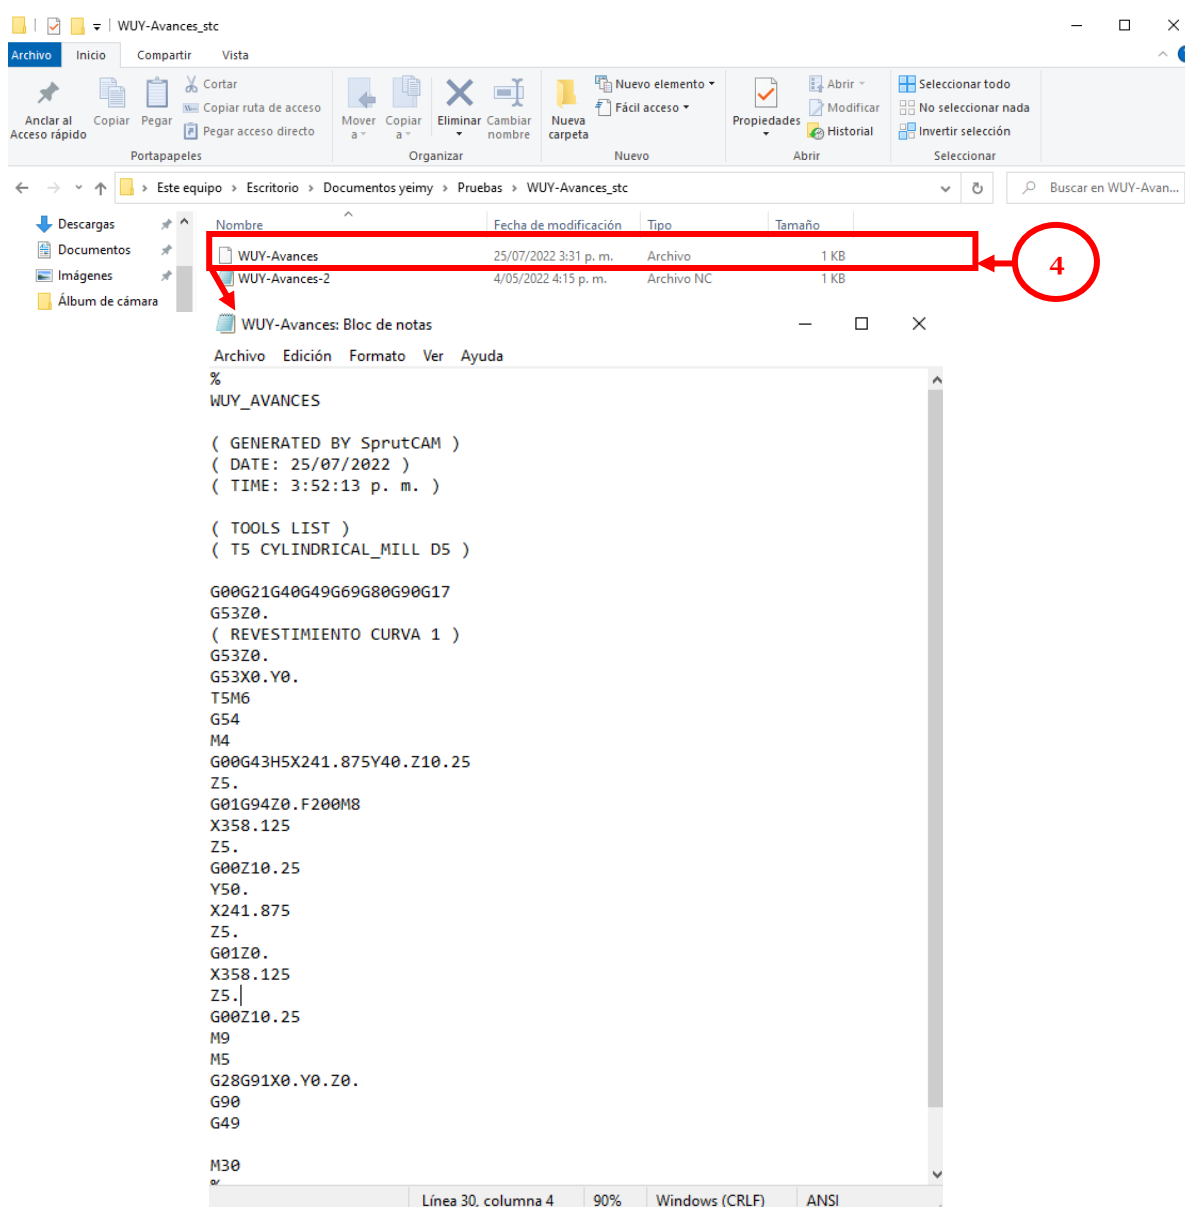 WUY-Avances_stc
Archivo Inicio Compartir Vista
Anclar al Acceso rápido
Copiar
Pegar
Cortar
Copiar ruta de acceso
Pegar acceso directo
Portapapeles
Mover a
Copiar a
Eliminar
Cambiar nombre
Organizar
Nueva carpeta
Nuevo elemento
Fácil acceso
Nuevo
Propiedades
Abrir
Modificar
Historial
Abrir
Seleccionar todo
No seleccionar nada
Invertir selección
Seleccionar
Este equipo > Escritorio > Documentos yeimy > Pruebas > WUY-Avances_stc
Buscar en WUY-Avan...
Descargas
Documentos
Imágenes
Álbum de cámara
Nombre Fecha de modificación Tipo Tamaño
WUY-Avances 25/07/2022 3:31 p. m. Archivo 1 KB
WUY-Avances-2 4/05/2022 4:15 p. m. Archivo NC 1 KB
4
WUY-Avances: Bloc de notas
Archivo Edición Formato Ver Ayuda
%
WUY_AVANCES
( GENERATED BY SprutCAM )
( DATE: 25/07/2022 )
( TIME: 3:52:13 p. m. )
( TOOLS LIST )
( T5 CYLINDRICAL_MILL D5 )
G00G21G40G49G69G80G90G17
G53Z0.
( REVESTIMIENTO CURVA 1 )
G53Z0.
G53X0.Y0.
T5M6
G54
M4
G00G43H5X241.875Y40.Z10.25
Z5.
G01G94Z0.F200M8
X358.125
Z5.
G00Z10.25
Y50.
X241.875
Z5.
G01Z0.
X358.125
Z5.
G00Z10.25
M9
M5
G28G91X0.Y0.Z0.
G90
G49
M30
%
Línea 30, columna 4 90% Windows (CRLF) ANSI